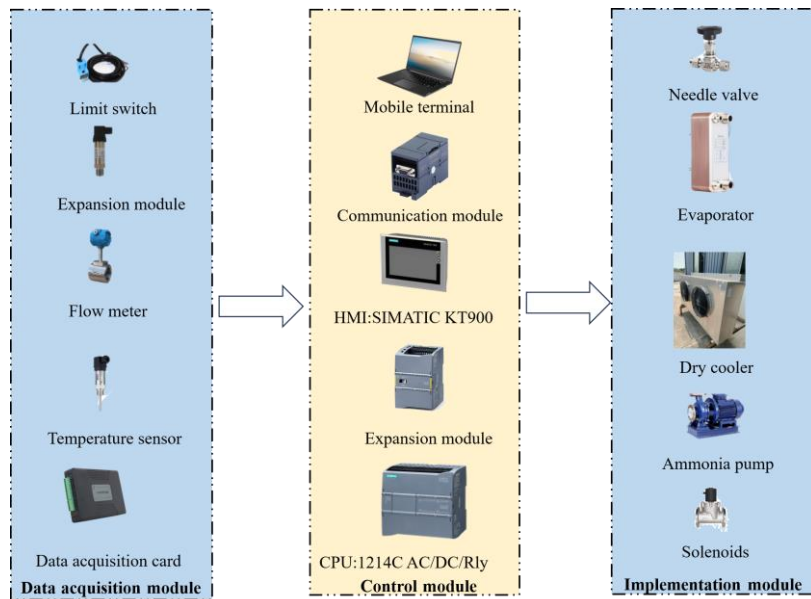 Limit switch
Expansion module
Flow meter
Temperature sensor
Data acquisition card
Data acquisition module
Mobile terminal
Communication module
HMI:SIMATIC KT900
Expansion module
CPU:1214C AC/DC/Rly
Control module
Needle valve
Evaporator
Dry cooler
Ammonia pump
Solenoids
Implementation module